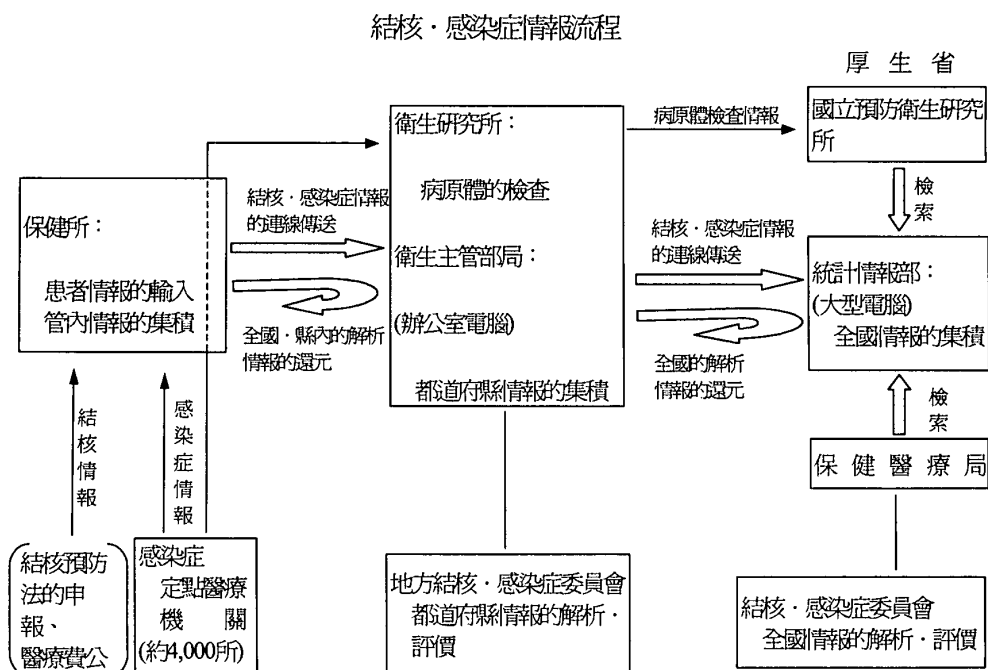 結核·感染症情報流程
厚生省
國立預防衛生研究
所
衛生研究所：
病原體的檢查
衛生主管部局：
(辦公室電腦)
都道府縣情報的集積
病原體檢查情報
檢索
保健所：
患者情報的輸入
管內情報的集積
結核·感染症情報
的連線傳送
全國·縣內的解析
情報的還元
結核·感染症情報
的連線傳送
全國的解析
情報的還元
統計情報部：
(大型電腦)
全國情報的集積
檢索
保健醫療局
結核情報
感染症情報
結核預防
法的申
報、
醫療費公
感染症
定點醫療
機關
(約4,000所)
地方結核·感染症委員會
都道府縣情報的解析·
評價
結核·感染症委員會
全國情報的解析·評價